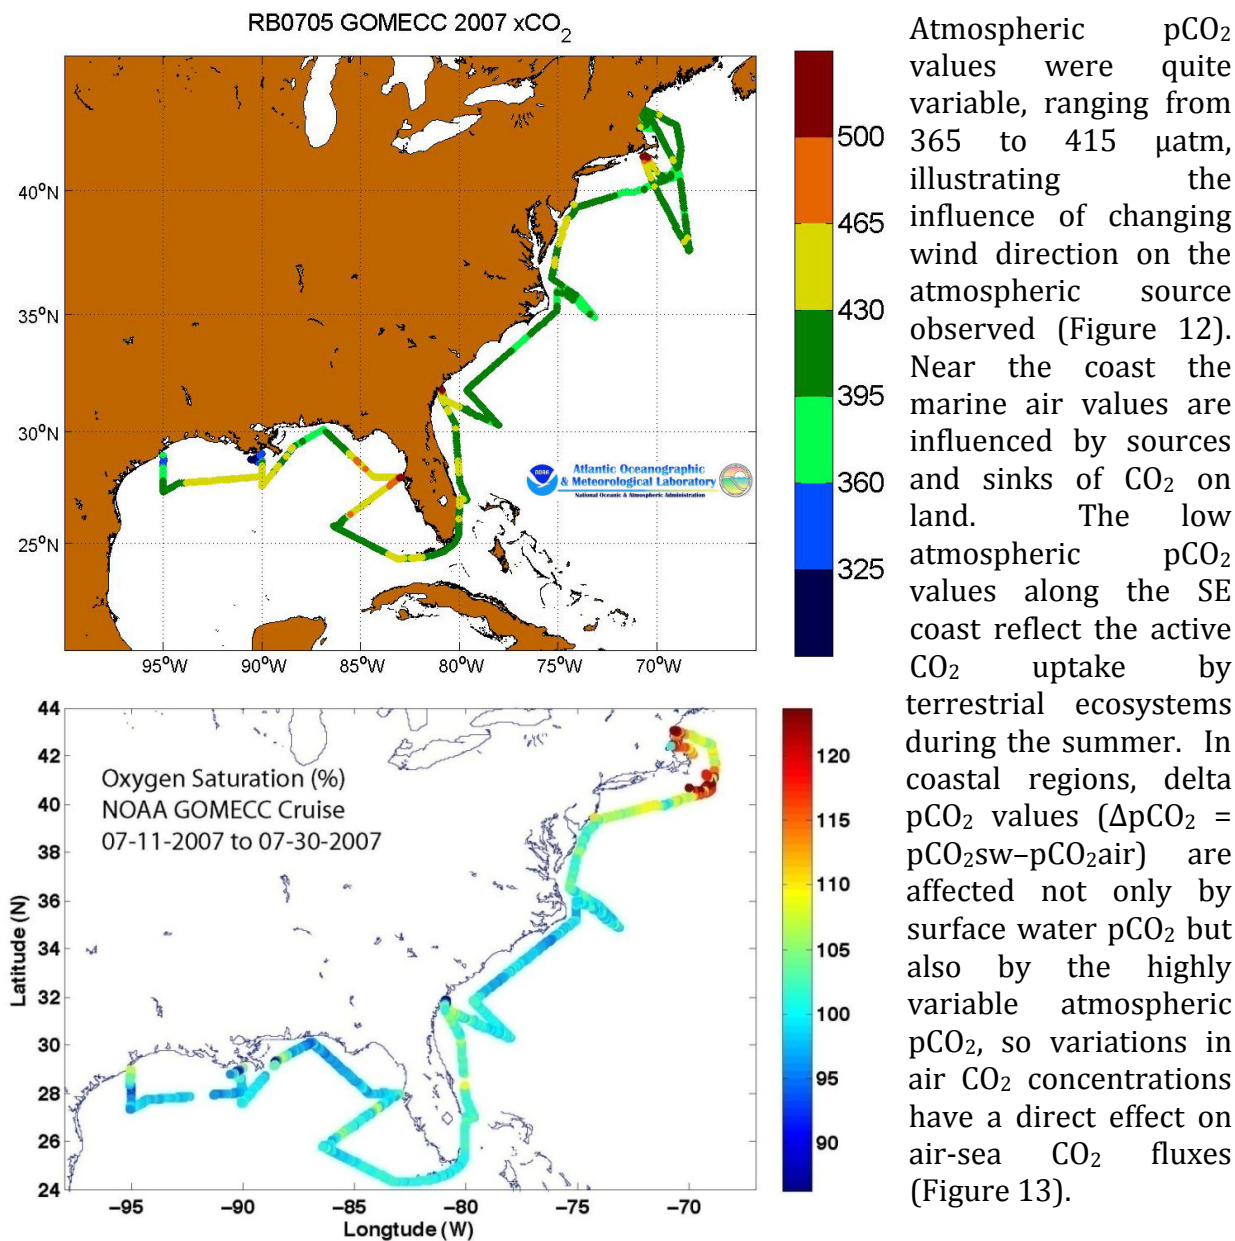 RB0705 GOMECC 2007 xCO2
40°N
35°N
30°N
25°N
95°W
90°W
85°W
80°W
75°W
70°W
500
465
430
395
360
325
NOAA
Atlantic Oceanographic
& Meteorological Laboratory
National Oceanic & Atmospheric Administration
Oxygen Saturation (%)
NOAA GOMECC Cruise
07-11-2007 to 07-30-2007
Latitude (N)
44
42
40
38
36
34
32
30
28
26
24
−95
−90
−85
−80
−75
−70
Longtude (W)
120
115
110
105
100
95
90
Atmospheric pCO2
values were quite
variable, ranging from
365 to 415 µatm,
illustrating the
influence of changing
wind direction on the
atmospheric source
observed (Figure 12).
Near the coast the
marine air values are
influenced by sources
and sinks of CO2 on
land. The low
atmospheric pCO2
values along the SE
coast reflect the active
CO2 uptake by
terrestrial ecosystems
during the summer. In
coastal regions, delta
pCO2 values (ΔpCO2 =
pCO2sw–pCO2air) are
affected not only by
surface water pCO2 but
also by the highly
variable atmospheric
pCO2, so variations in
air CO2 concentrations
have a direct effect on
air-sea CO2 fluxes
(Figure 13).